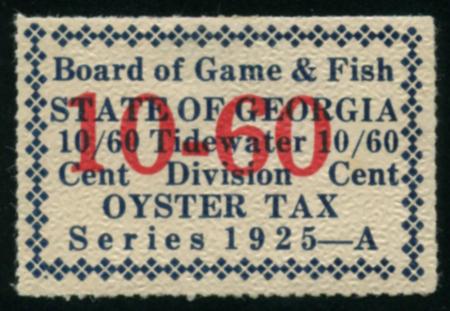 Board of Game & Fish
STATE OF GEORGIA
10-60
10/60 Tidewater 10/60
Cent Division Cent
OYSTER TAX
Series 1925—A